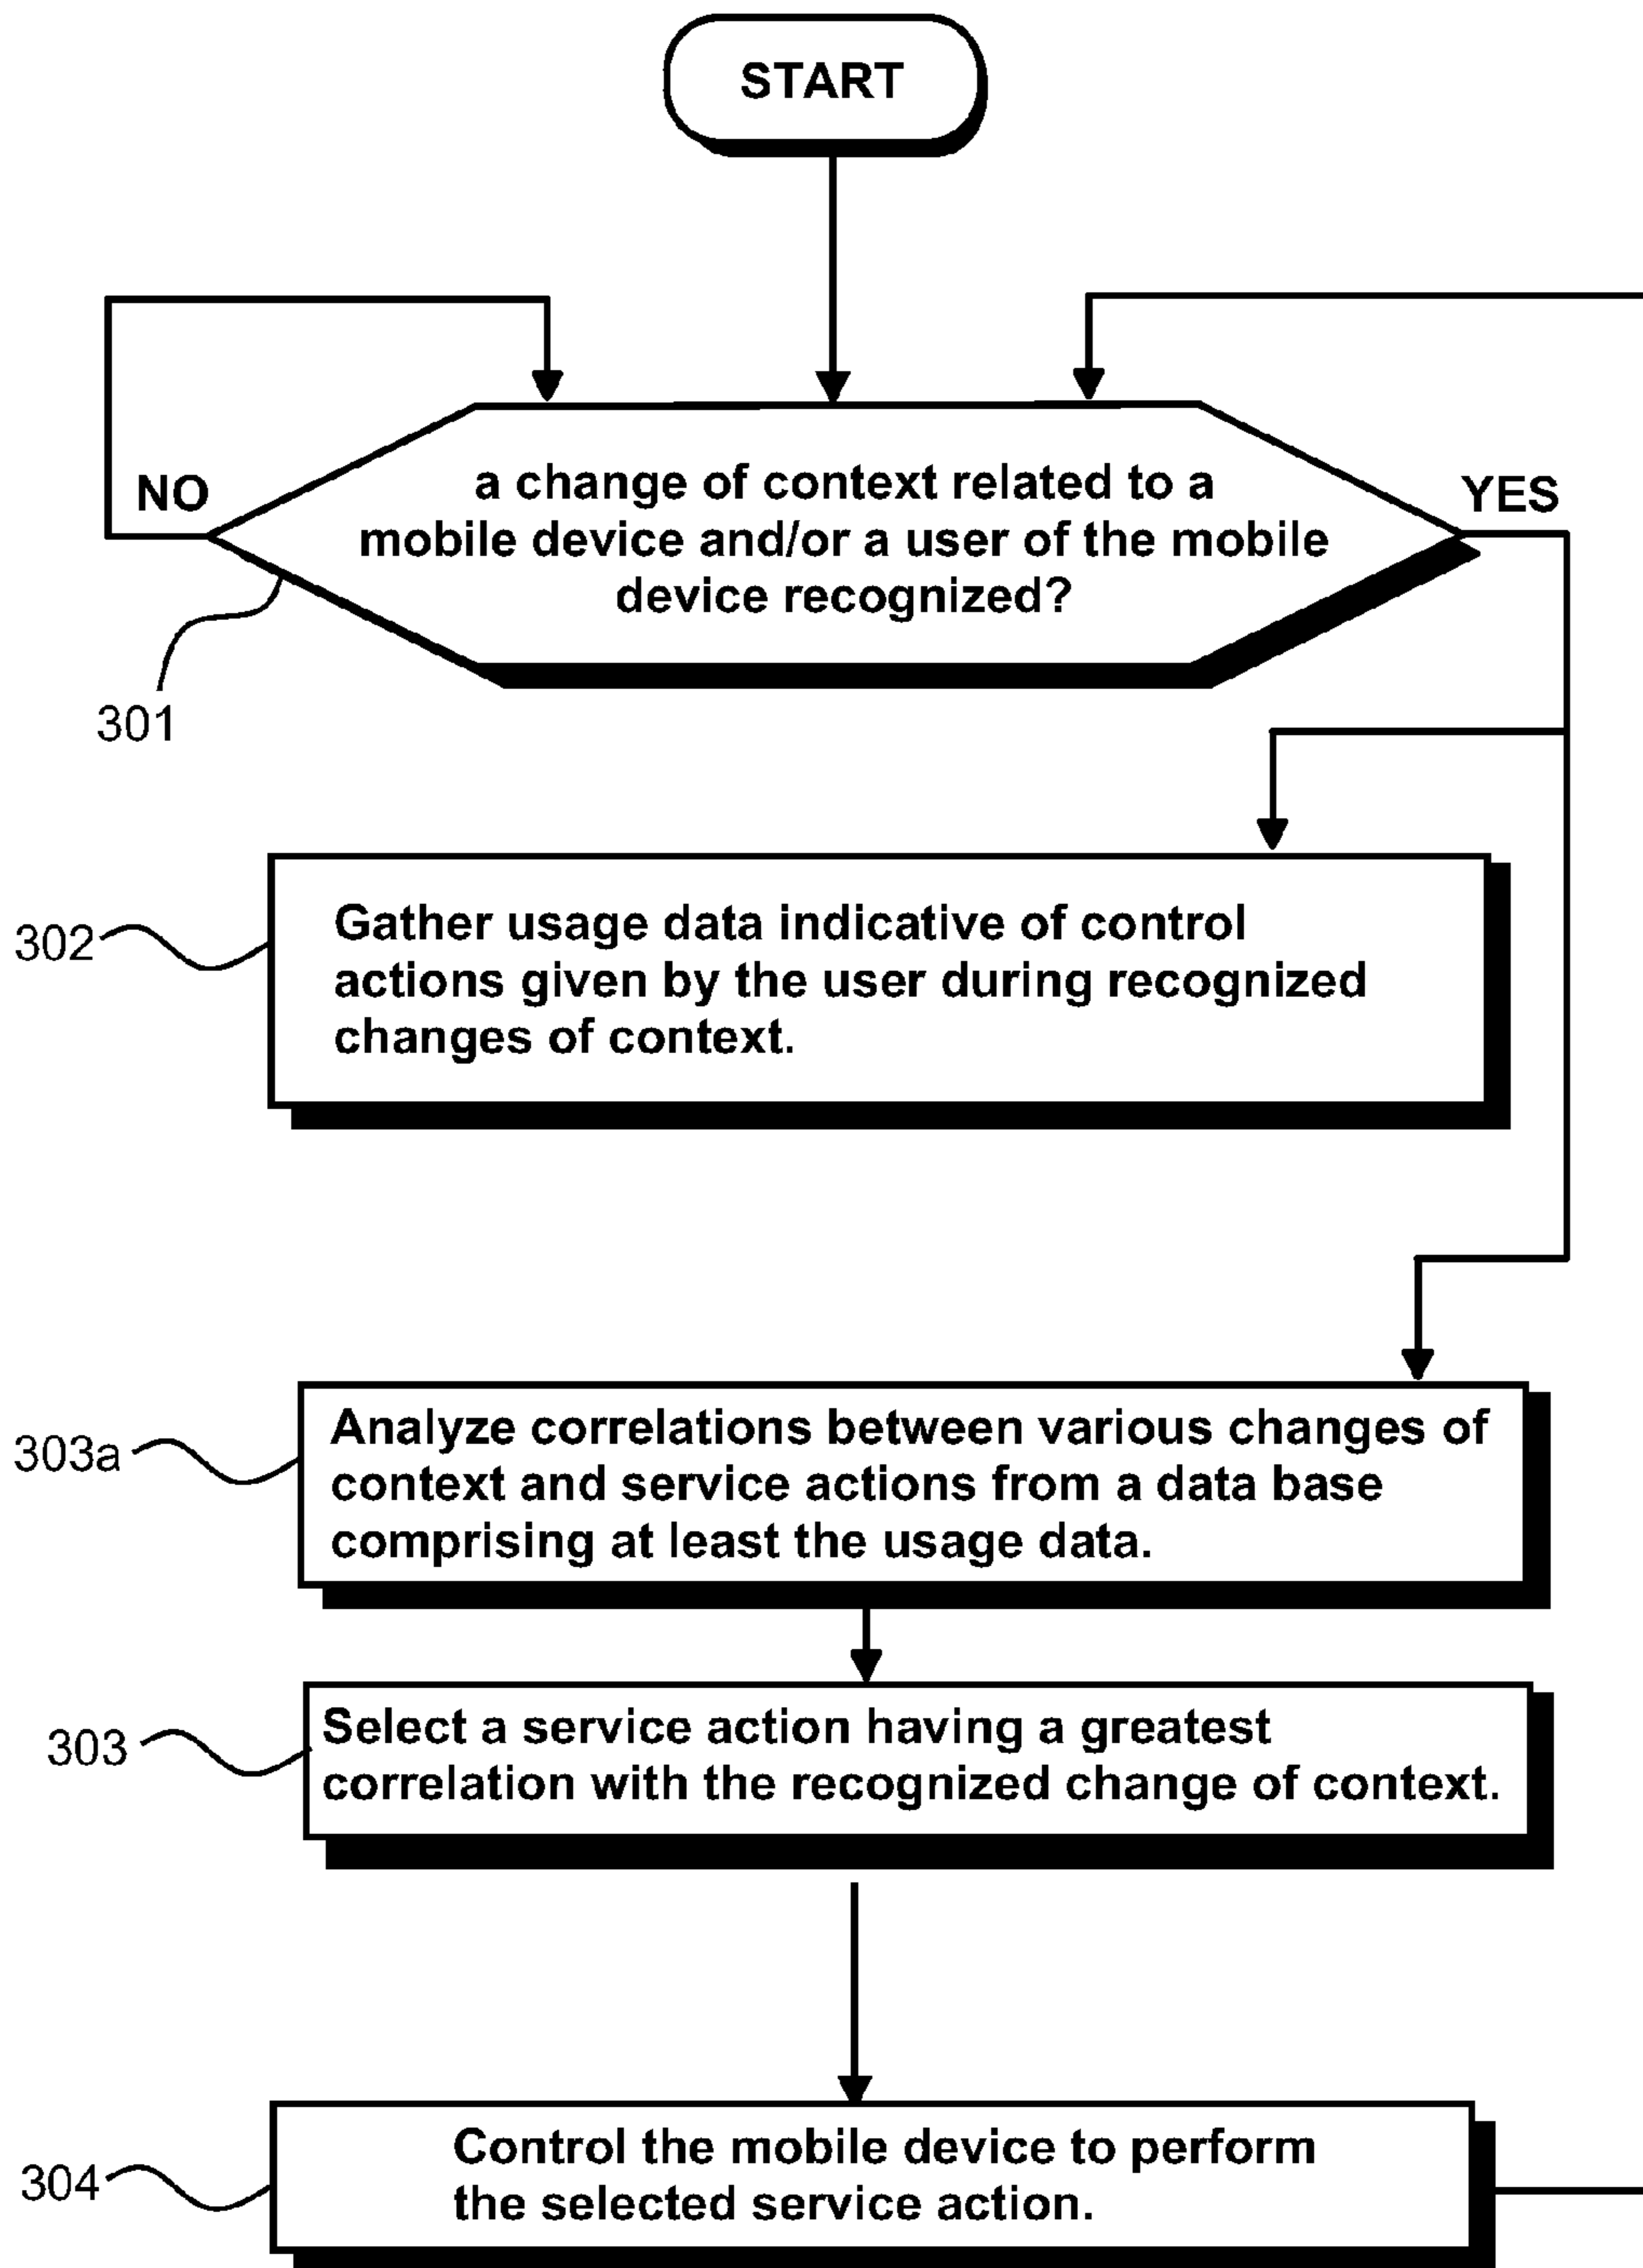 START
NO
YES
a change of context related to a
mobile device and/or a user of the mobile
device recognized?
301
302
Gather usage data indicative of control
actions given by the user during recognized
changes of context.
303a
Analyze correlations between various changes of
context and service actions from a data base
comprising at least the usage data.
303
Select a service action having a greatest
correlation with the recognized change of context.
304
Control the mobile device to perform
the selected service action.